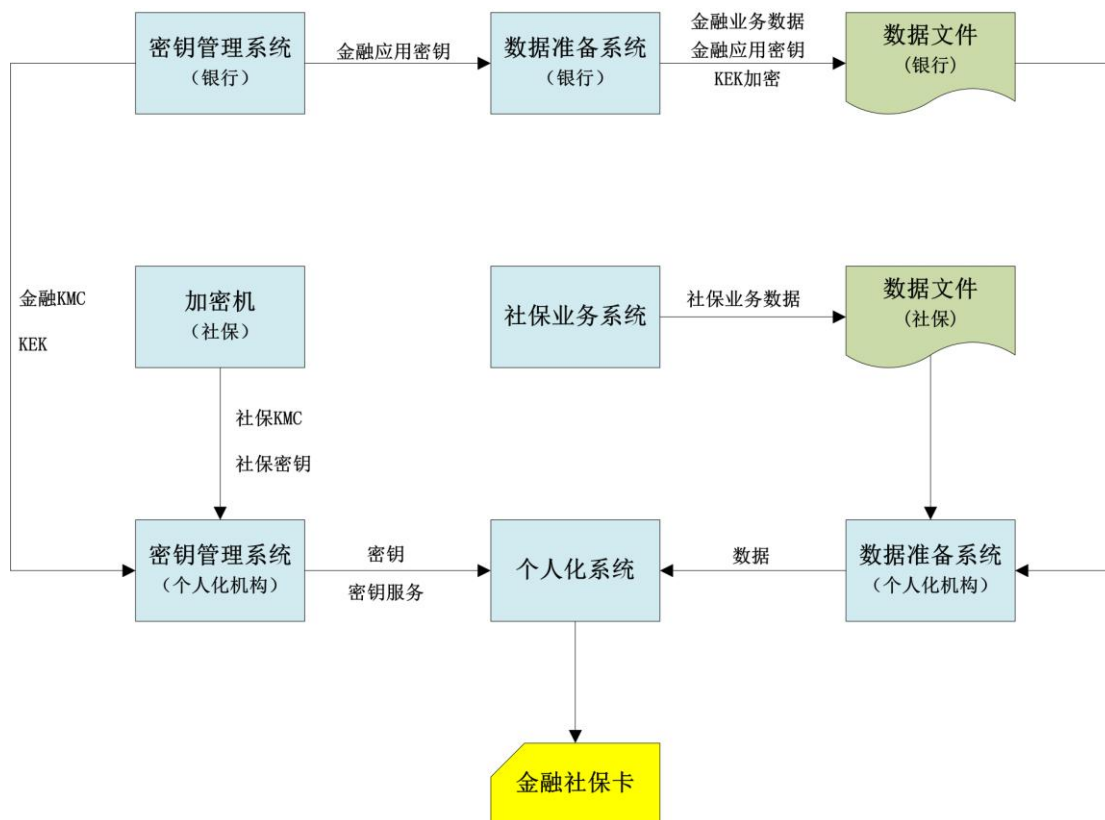 密钥管理系统
（银行）
金融应用密钥
数据准备系统
（银行）
金融业务数据
金融应用密钥
KEK加密
数据文件
(银行)
金融KMC
KEK
加密机
（社保）
社保业务系统
社保业务数据
数据文件
(社保)
社保KMC
社保密钥
密钥管理系统
（个人化机构）
密钥
密钥服务
个人化系统
数据
数据准备系统
（个人化机构）
金融社保卡